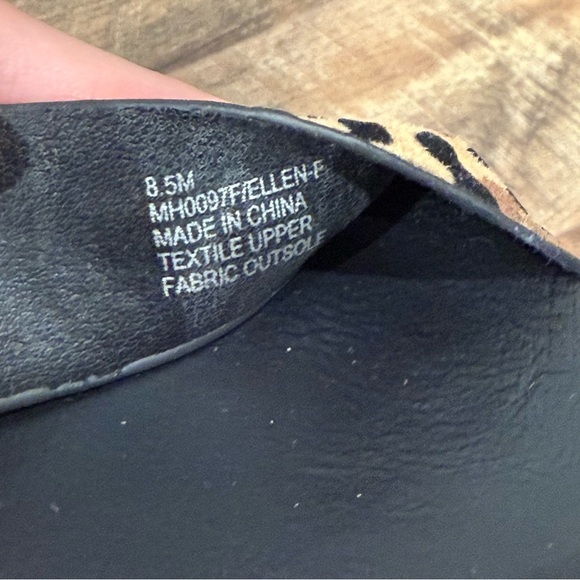 8.5M
MH0097F/ELLEN-F
MADE IN CHINA
TEXTILE UPPER
FABRIC OUTSOLE